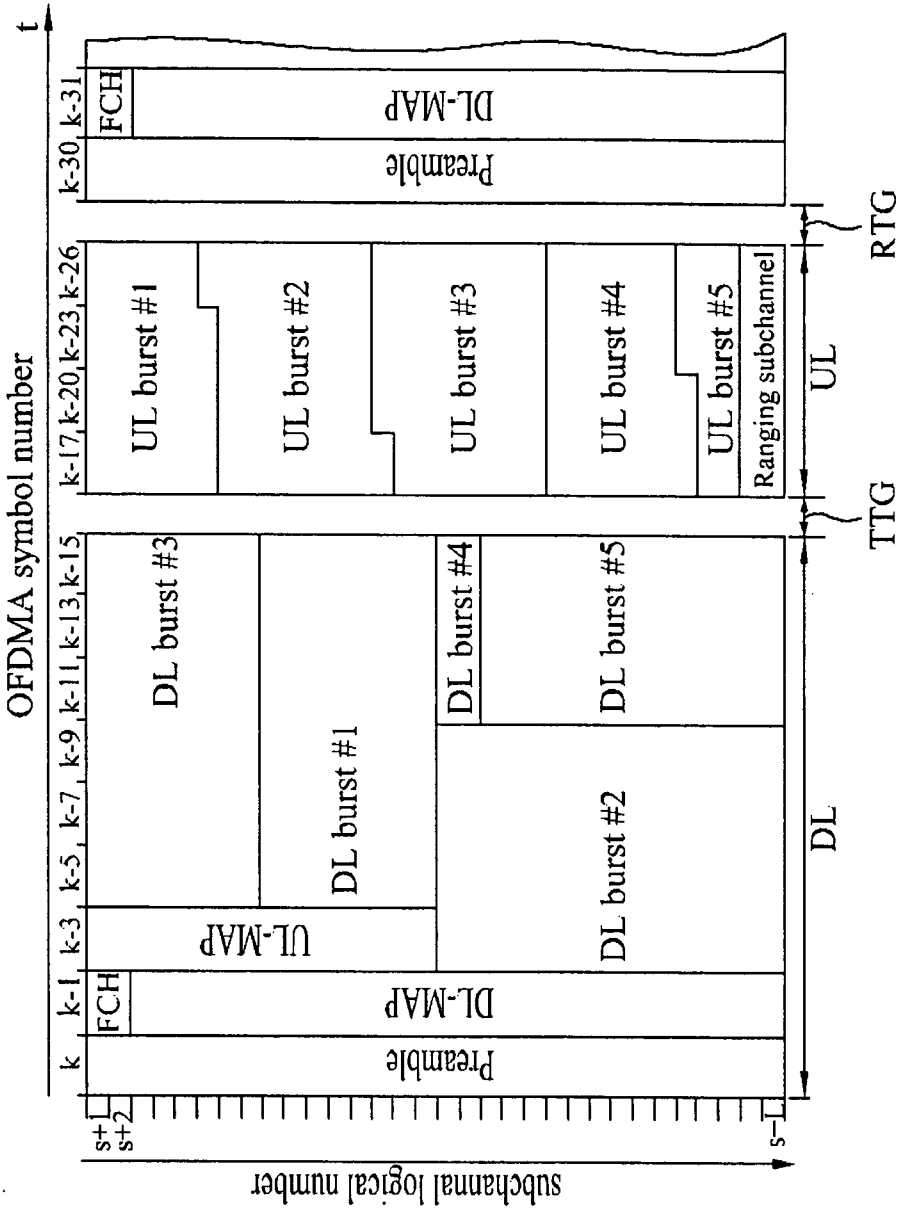 OFDMA symbol number
t
k
k-1
k-3
k-5
k-7
k-9
k-11
k-13
k-15
k-17
k-20
k-23
k-26
k-30
k-31
s+L
s+2
s-L
subchannal logical number
Preamble
FCH
DL-MAP
UL-MAP
DL burst #3
DL burst #1
DL burst #2
DL burst #4
DL burst #5
UL burst #1
UL burst #2
UL burst #3
UL burst #4
UL burst #5
Ranging subchannel
Preamble
FCH
DL-MAP
DL
TTG
UL
RTG